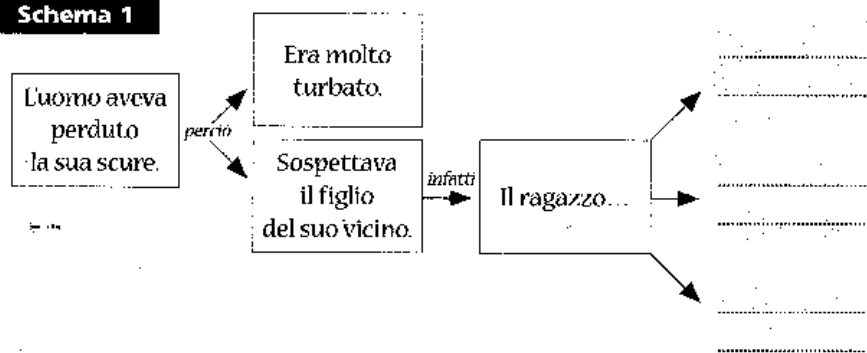 Schema 1
L'uomo aveva
perduto
la sua scure.
perciò
Era molto
turbato.
Sospettava
il figlio
del suo vicino.
infatti
Il ragazzo...